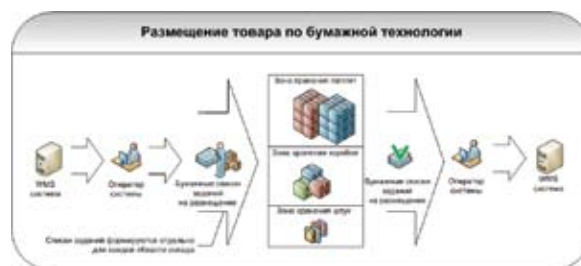 Размещение товара по бумажной технологии
Зона хранения паллет
Зона хранения коробок
Зона хранения штук
WMS
система
Оператор
системы
Бумажные списки
заданий
на размещение
Бумажные списки
заданий
на размещение
Оператор
системы
WMS
система
Списки заданий формируются отдельно
для каждой области склада